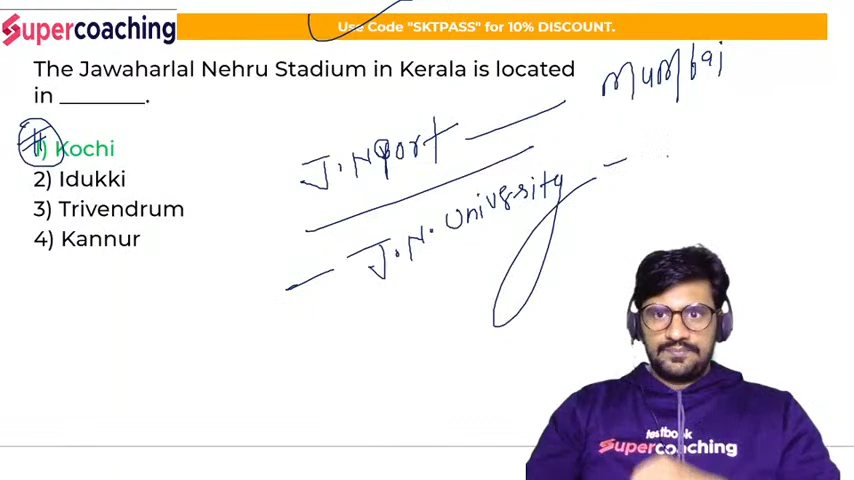 Use Code "SKTPASS" for 10% DISCOUNT.
Supercoaching
The Jawaharlal Nehru Stadium in Kerala is located
in ________.
1) Kochi
2) Idukki
3) Trivendrum
4) Kannur
J.N Port — Mumbai
— J.N. University —
testbook
Supercoaching